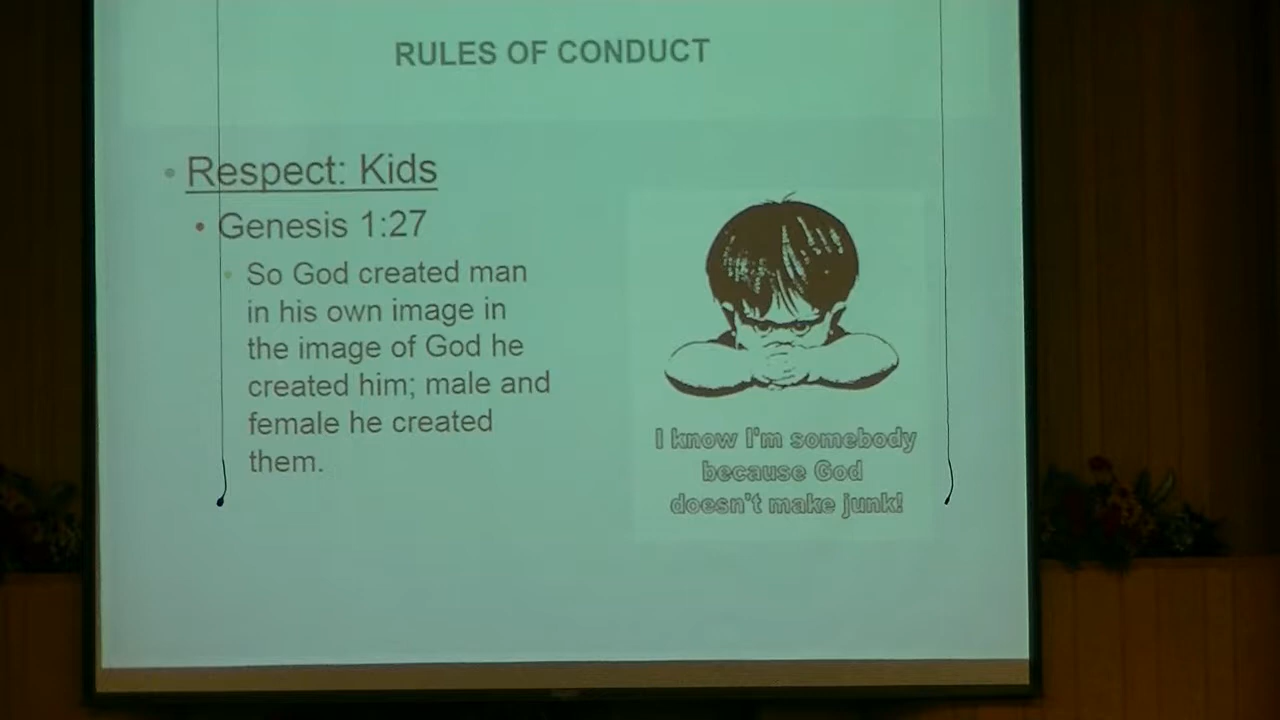 RULES OF CONDUCT
Respect: Kids
Genesis 1:27
So God created man
in his own image in
the image of God he
created him; male and
female he created
them.
I know I'm somebody
because God
doesn't make junk!